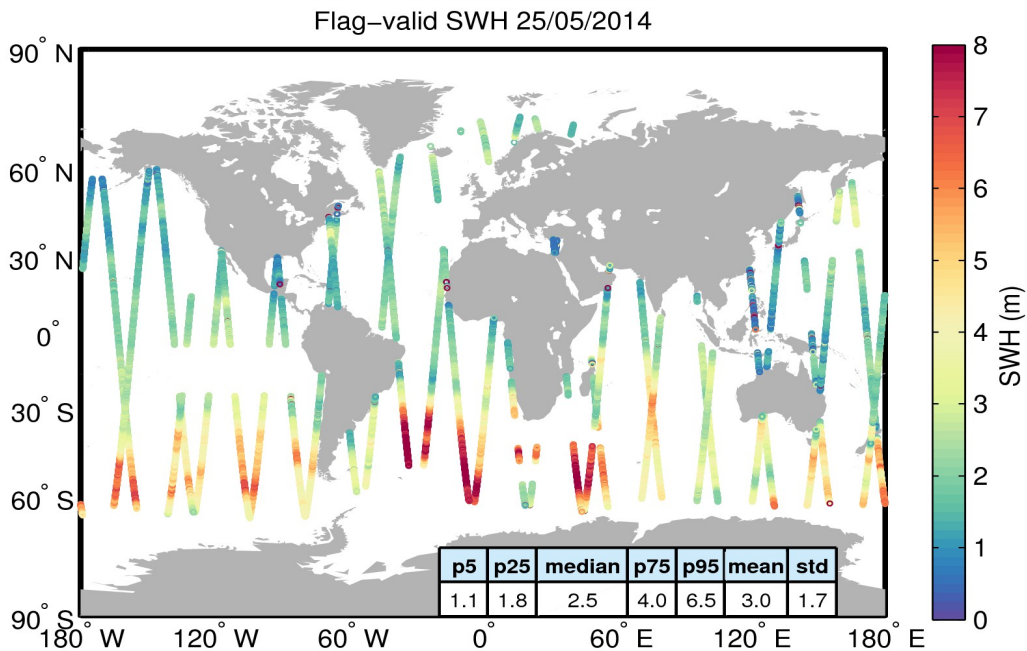 Flag−valid SWH 25/05/2014
90° N
60° N
30° N
0°
30° S
60° S
90° S
180° W
120° W
60° W
0°
60° E
120° E
180° E
p5 p25 median p75 p95 mean std
1.1 1.8 2.5 4.0 6.5 3.0 1.7
8
7
6
5
4
3
2
1
0
SWH (m)